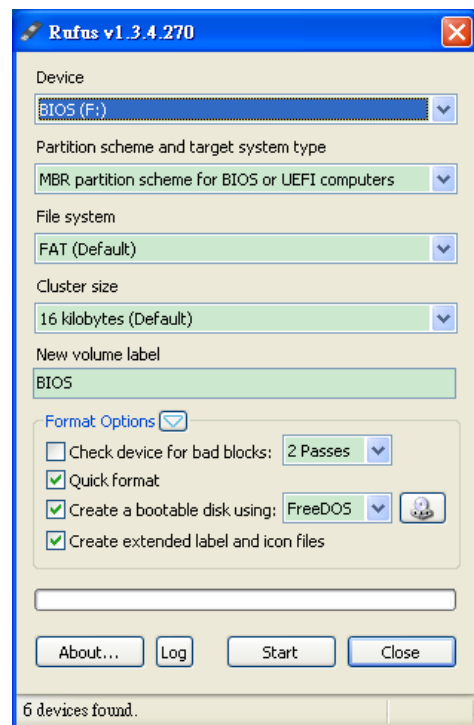 Rufus v1.3.4.270
Device
BIOS (F:)
Partition scheme and target system type
MBR partition scheme for BIOS or UEFI computers
File system
FAT (Default)
Cluster size
16 kilobytes (Default)
New volume label
BIOS
Format Options
Check device for bad blocks: 2 Passes
Quick format
Create a bootable disk using: FreeDOS
Create extended label and icon files
About... Log Start Close
6 devices found.